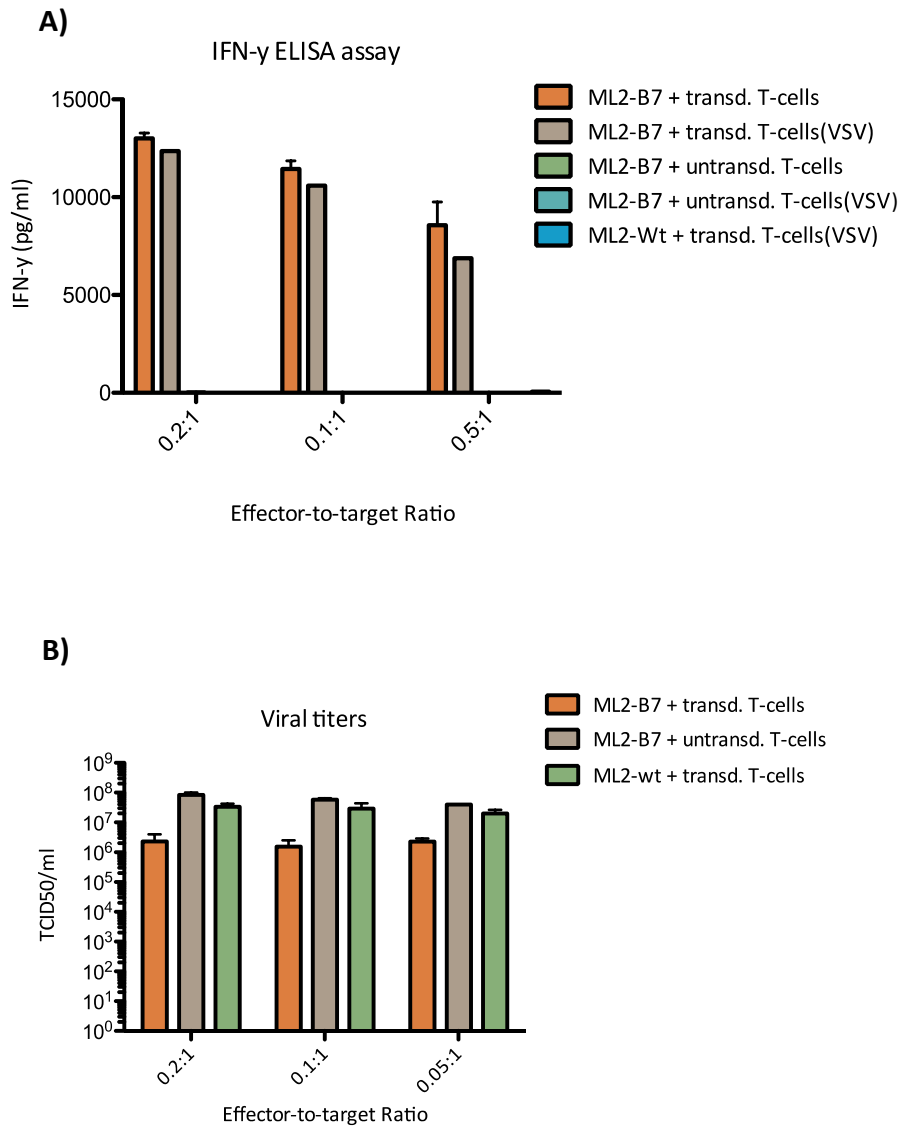 A)
IFN-y ELISA assay
15000
10000
5000
0
IFN-y (pg/ml)
0.2:1
0.1:1
0.5:1
Effector-to-target Ratio
ML2-B7 + transd. T-cells
ML2-B7 + transd. T-cells(VSV)
ML2-B7 + untransd. T-cells
ML2-B7 + untransd. T-cells(VSV)
ML2-Wt + transd. T-cells(VSV)
B)
Viral titers
10⁹
10⁸
10⁷
10⁶
10⁵
10⁴
10³
10²
10¹
10⁰
TCID50/ml
0.2:1
0.1:1
0.05:1
Effector-to-target Ratio
ML2-B7 + transd. T-cells
ML2-B7 + untransd. T-cells
ML2-wt + transd. T-cells